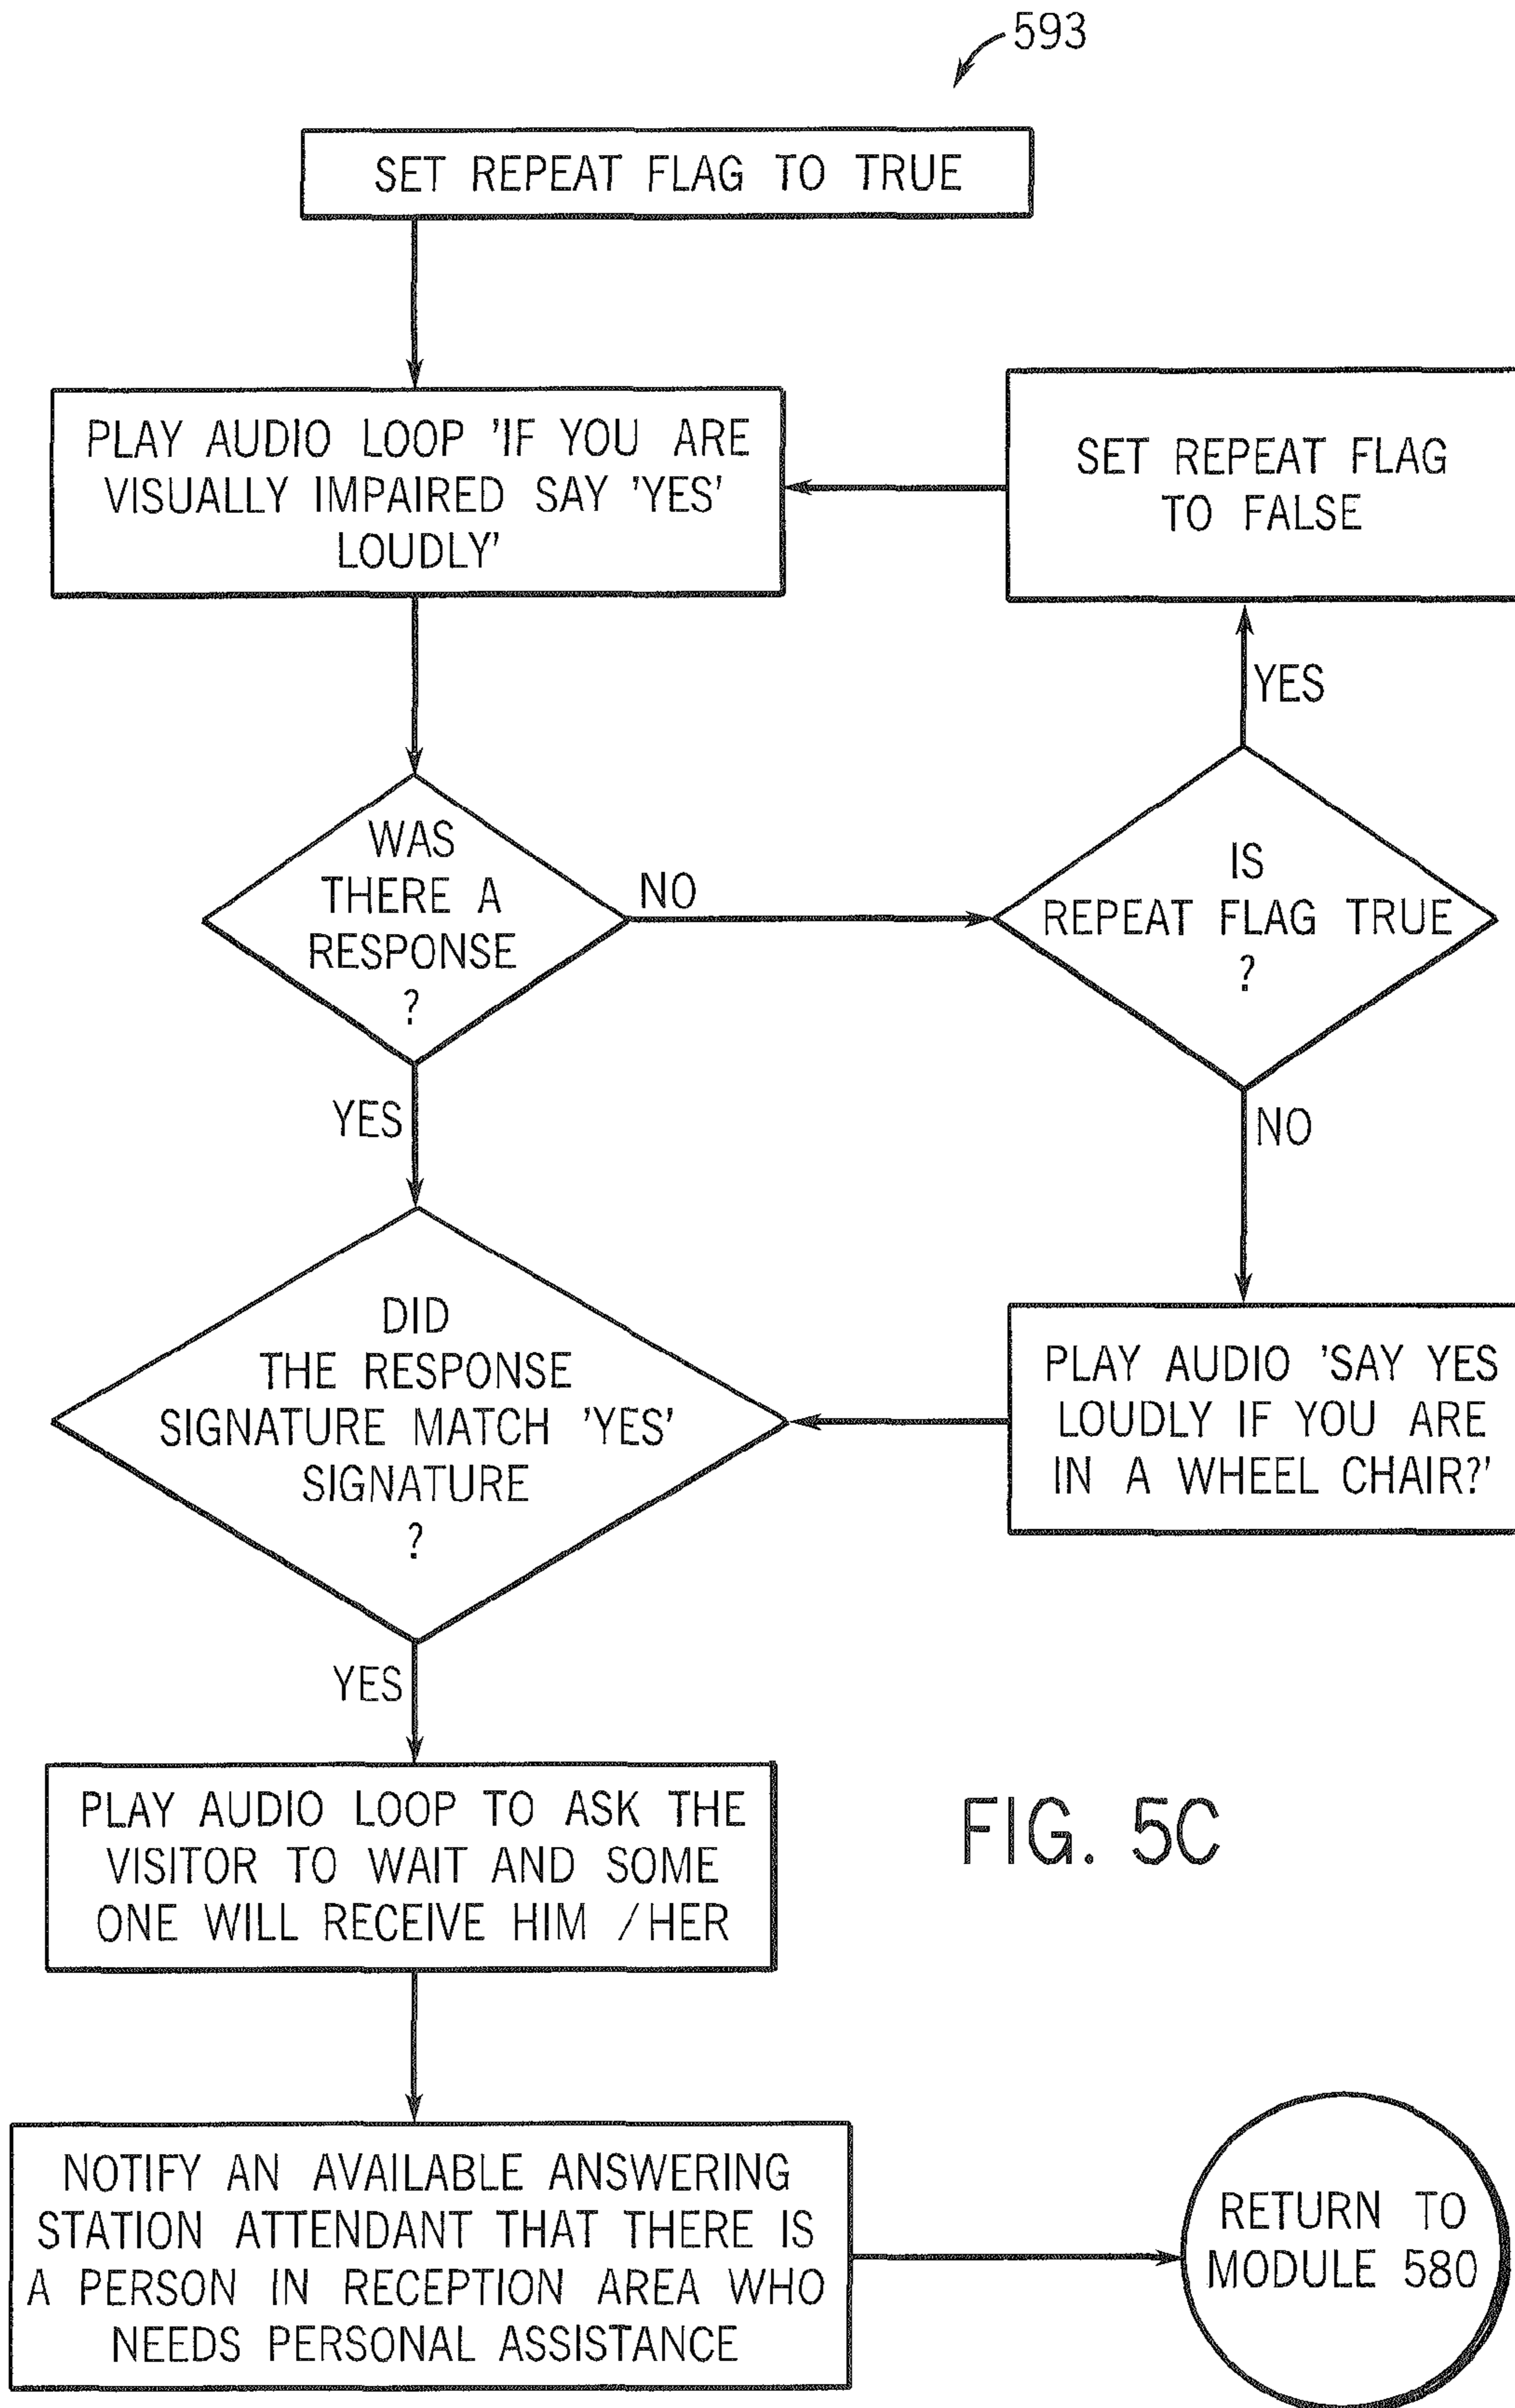 593
SET REPEAT FLAG TO TRUE
PLAY AUDIO LOOP 'IF YOU ARE
VISUALLY IMPAIRED SAY 'YES'
LOUDLY'
SET REPEAT FLAG
TO FALSE
YES
WAS
THERE A
RESPONSE
?
NO
IS
REPEAT FLAG TRUE
?
YES
NO
DID
THE RESPONSE
SIGNATURE MATCH 'YES'
SIGNATURE
?
PLAY AUDIO 'SAY YES
LOUDLY IF YOU ARE
IN A WHEEL CHAIR?'
YES
PLAY AUDIO LOOP TO ASK THE
VISITOR TO WAIT AND SOME
ONE WILL RECEIVE HIM /HER
FIG. 5C
NOTIFY AN AVAILABLE ANSWERING
STATION ATTENDANT THAT THERE IS
A PERSON IN RECEPTION AREA WHO
NEEDS PERSONAL ASSISTANCE
RETURN TO
MODULE 580